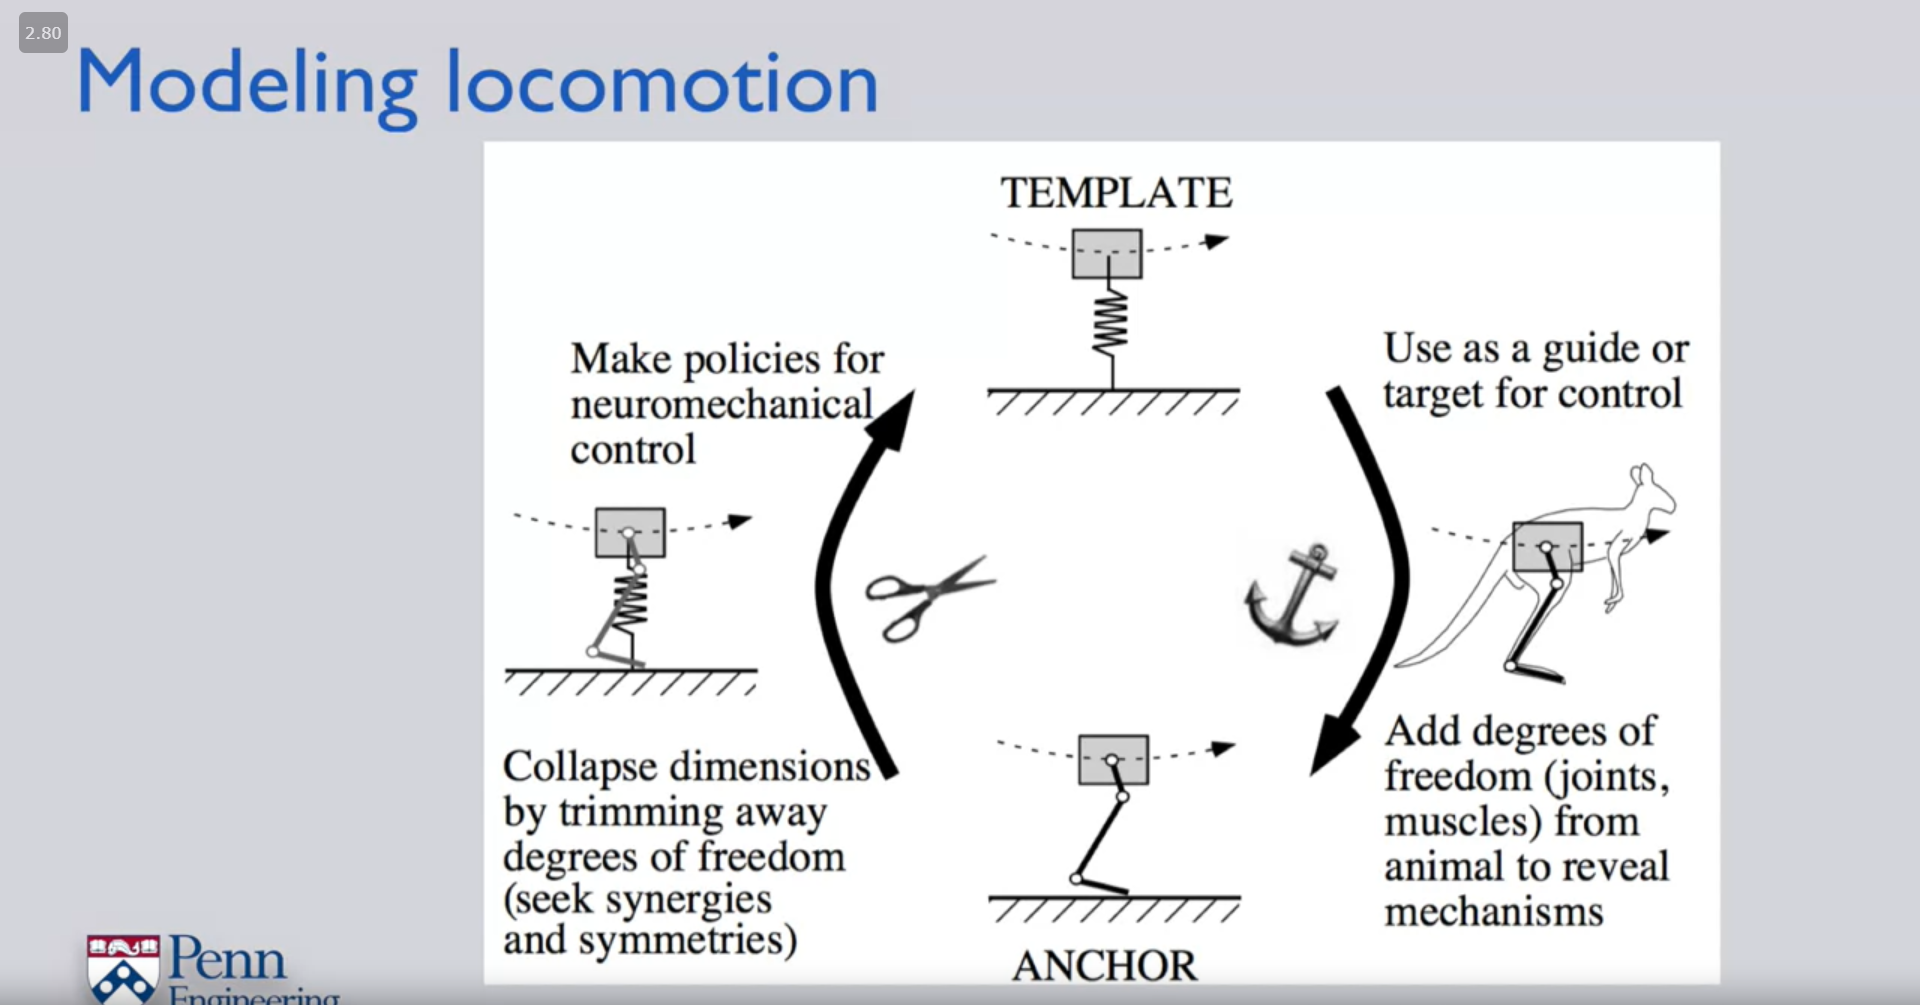 2.80
Modeling locomotion
TEMPLATE
Make policies for
neuromechanical
control
Use as a guide or
target for control
Collapse dimensions
by trimming away
degrees of freedom
(seek synergies
and symmetries)
Add degrees of
freedom (joints,
muscles) from
animal to reveal
mechanisms
ANCHOR
Penn
Engineering